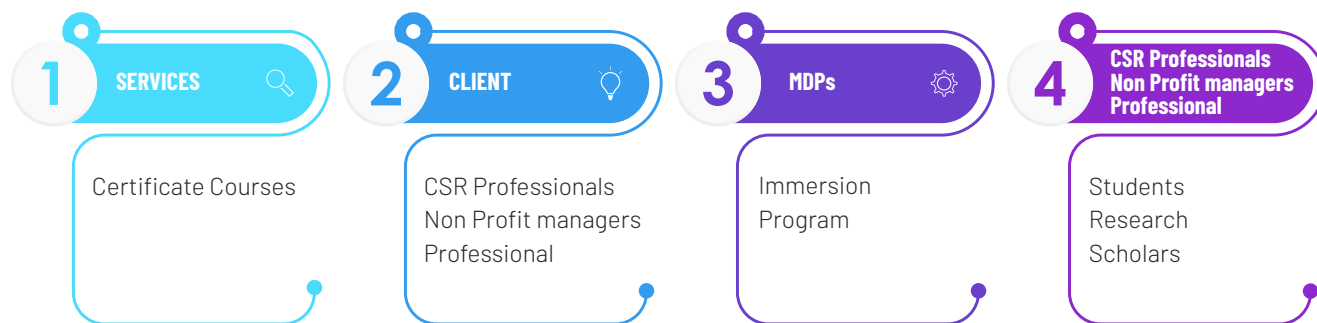 1
SERVICES
Certificate Courses
2
CLIENT
CSR Professionals
Non Profit managers
Professional
3
MDPs
Immersion
Program
4
CSR Professionals
Non Profit managers
Professional
Students
Research
Scholars